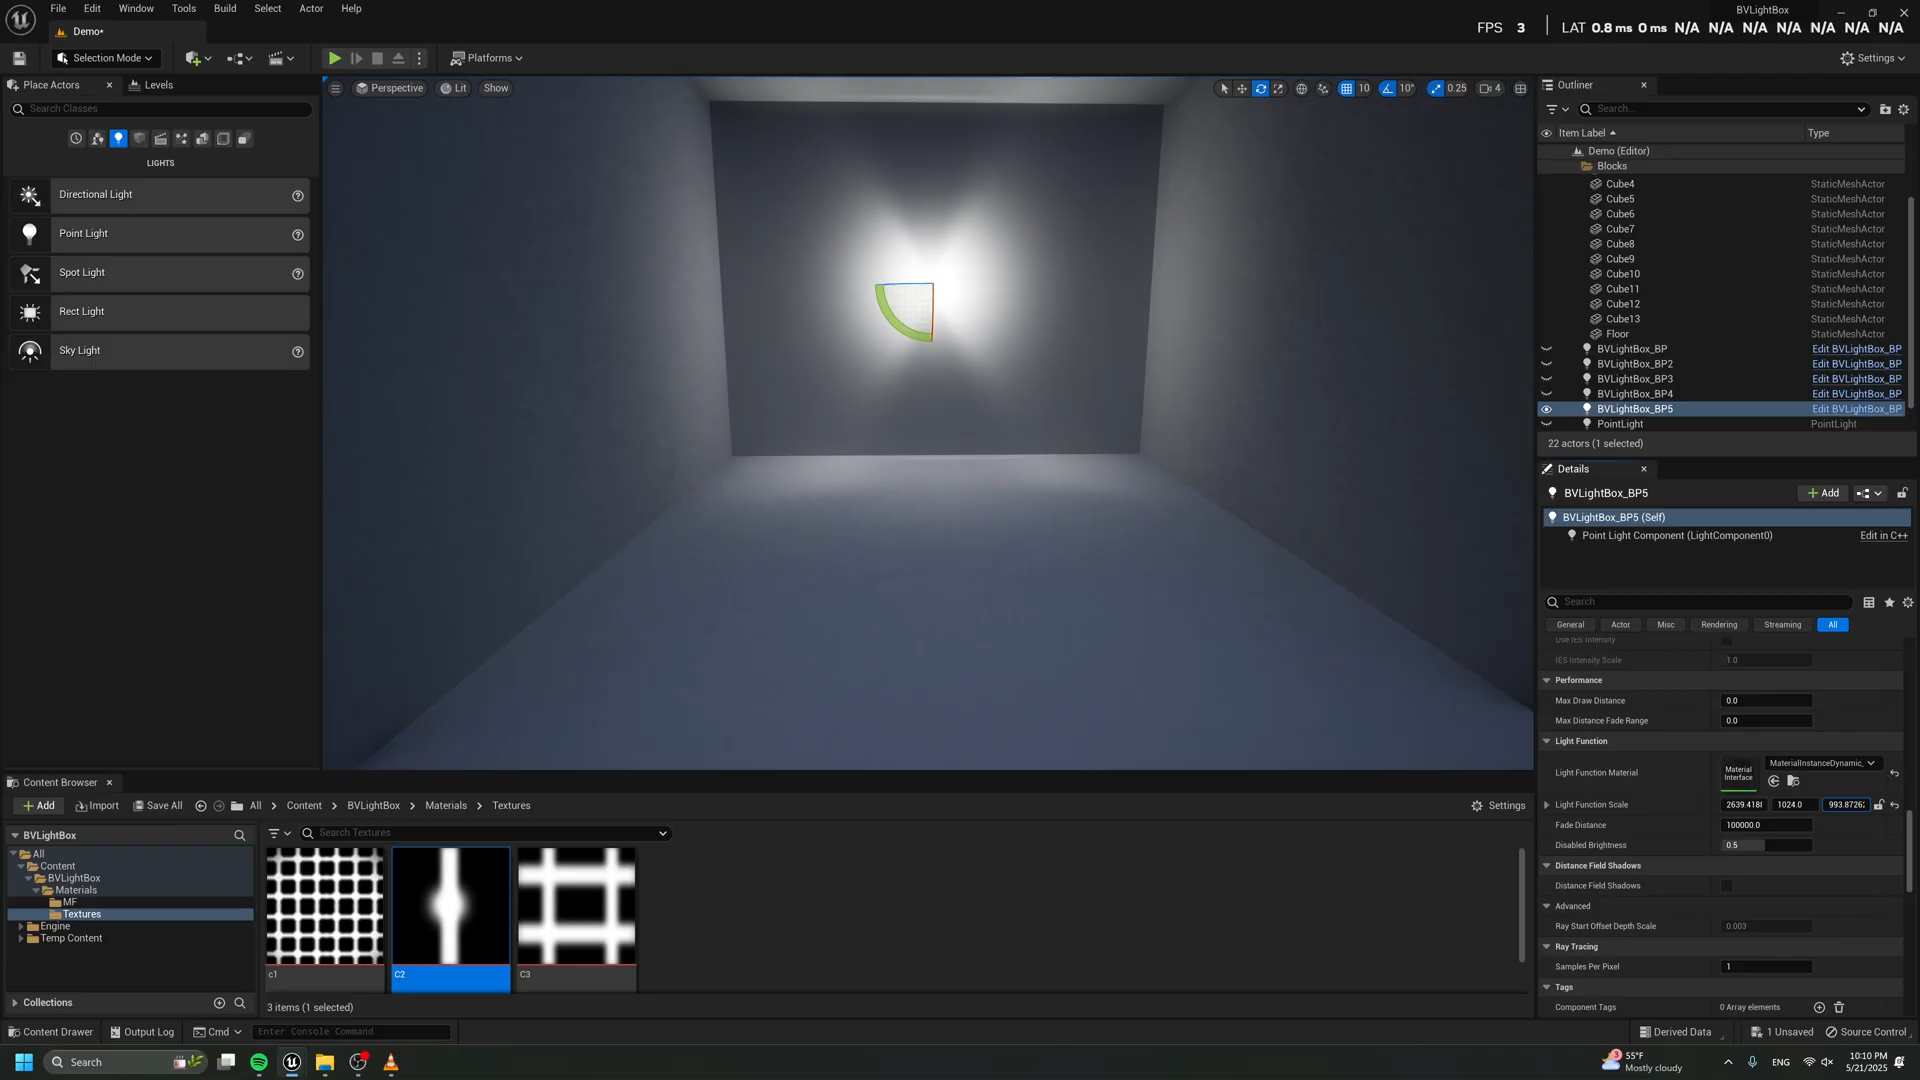 File Edit Window Tools Build Select Actor Help
BVLightBox
Demo*
FPS 3 LAT 0.8 ms 0 ms N/A N/A N/A N/A N/A N/A N/A
Selection Mode
Platforms
Settings
Place Actors
Levels
Search Classes
LIGHTS
Directional Light
Point Light
Spot Light
Rect Light
Sky Light
Perspective
Lit
Show
10
10°
0.25
4
Outliner
Search...
Item Label
Type
Demo (Editor)
Blocks
Cube4 StaticMeshActor
Cube5 StaticMeshActor
Cube6 StaticMeshActor
Cube7 StaticMeshActor
Cube8 StaticMeshActor
Cube9 StaticMeshActor
Cube10 StaticMeshActor
Cube11 StaticMeshActor
Cube12 StaticMeshActor
Cube13 StaticMeshActor
Floor StaticMeshActor
BVLightBox_BP Edit BVLightBox_BP
BVLightBox_BP2 Edit BVLightBox_BP
BVLightBox_BP3 Edit BVLightBox_BP
BVLightBox_BP4 Edit BVLightBox_BP
BVLightBox_BP5 Edit BVLightBox_BP
PointLight PointLight
22 actors (1 selected)
Details
BVLightBox_BP5
Add
BVLightBox_BP5 (Self)
Point Light Component (LightComponent0) Edit in C++
Search
General Actor Misc Rendering Streaming All
Use IES Intensity
IES Intensity Scale 1.0
Performance
Max Draw Distance 0.0
Max Distance Fade Range 0.0
Light Function
Light Function Material
Material Interface
MaterialInstanceDynamic_
Light Function Scale 2639.418 1024.0 993.8726
Fade Distance 100000.0
Disabled Brightness 0.5
Distance Field Shadows
Distance Field Shadows
Advanced
Ray Start Offset Depth Scale 0.003
Ray Tracing
Samples Per Pixel 1
Tags
Component Tags 0 Array elements
Content Browser
Add Import Save All All Content BVLightBox Materials Textures
Settings
BVLightBox
Search Textures
All
Content
BVLightBox
Materials
MF
Textures
Engine
Temp Content
c1
C2
C3
Collections
3 items (1 selected)
Content Drawer Output Log Cmd Enter Console Command
Derived Data 1 Unsaved Source Control
Search
3
55°F
Mostly cloudy
ENG
10:10 PM
5/21/2025